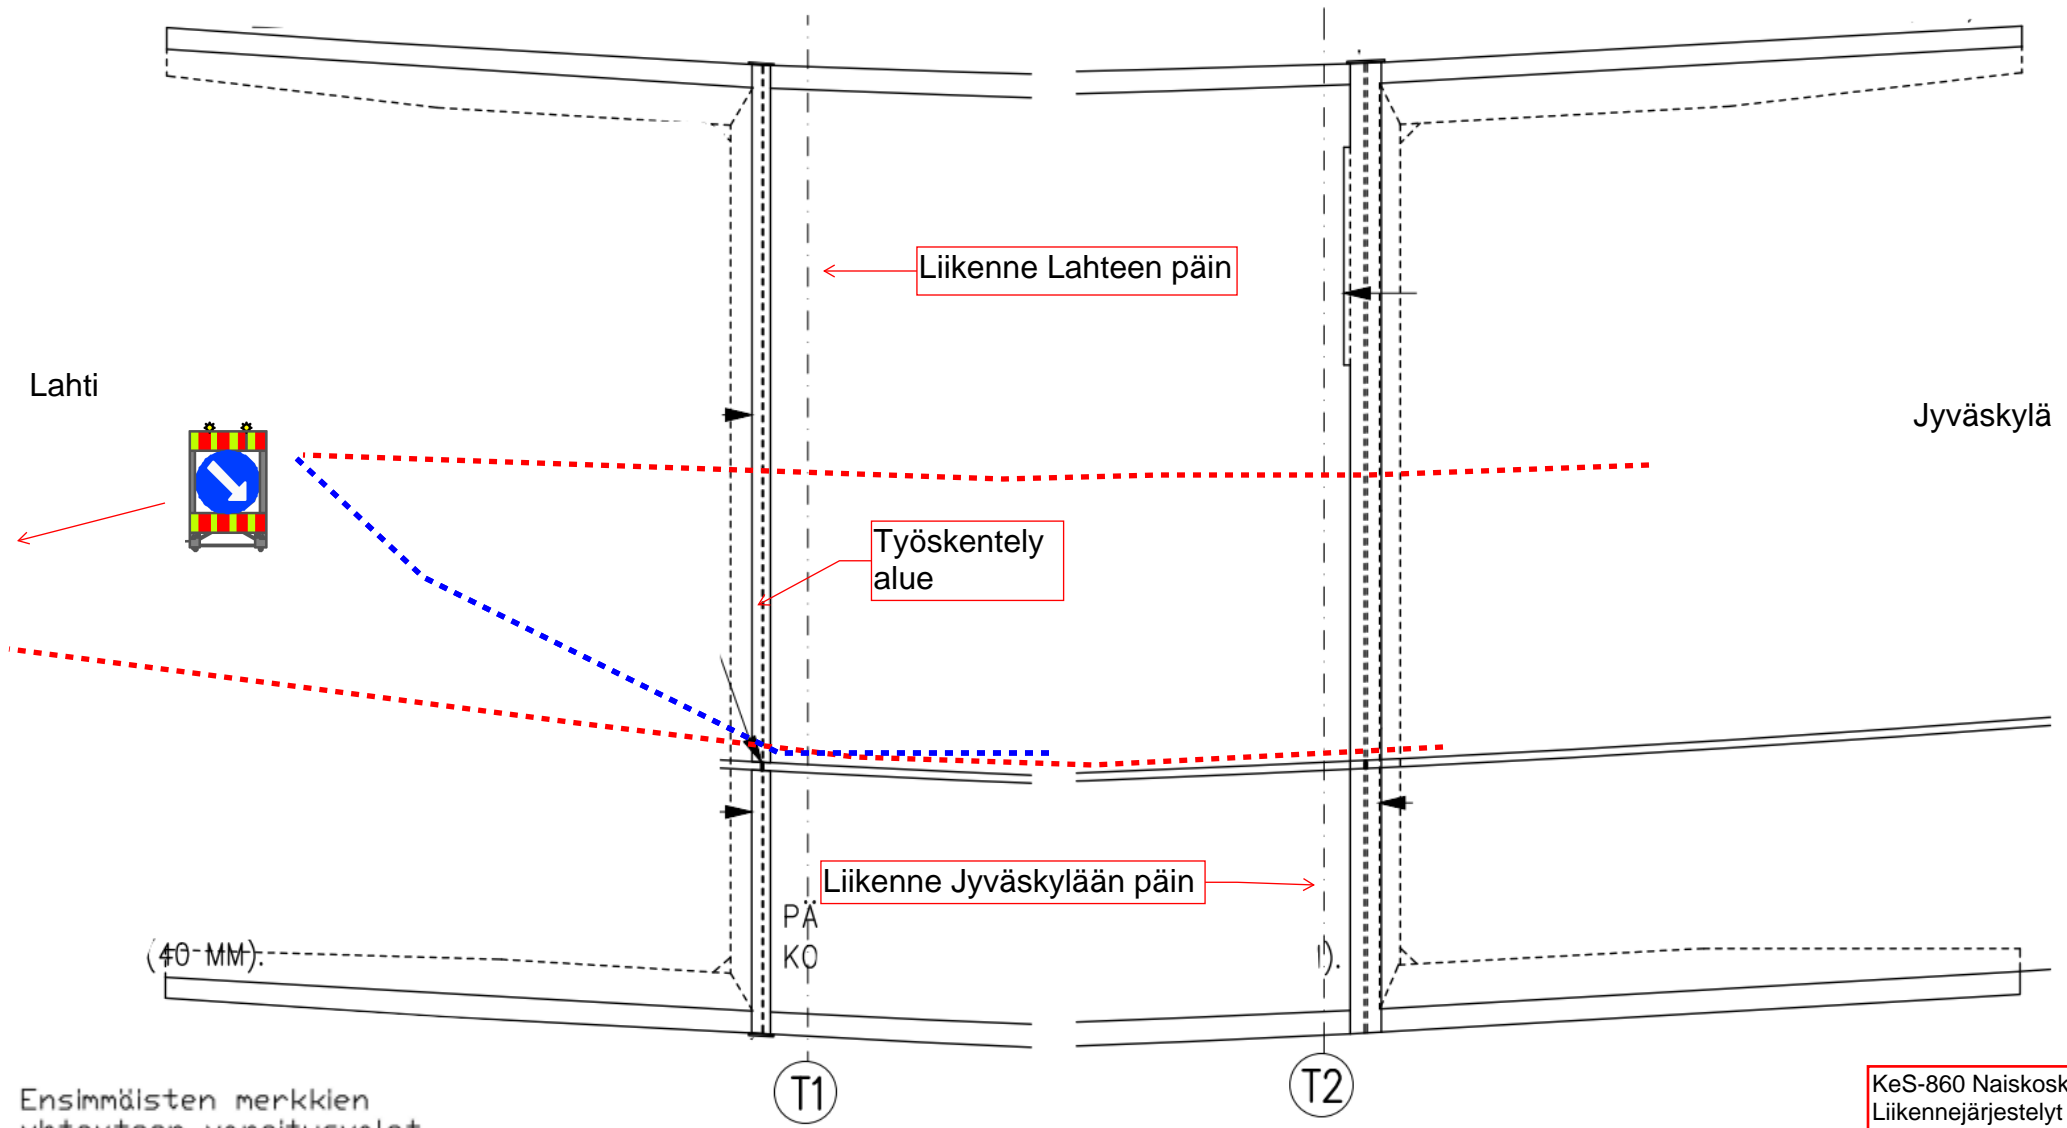 Liikenne Lahteen päin
Lahti
Jyväskylä
Työskentely
alue
Liikenne Jyväskylään päin
PÄ
KO
(40 MM).
).
T1
T2
Ensimmäisten merkkien
KeS-860 Naiskosk
Liikennejärjestelyt